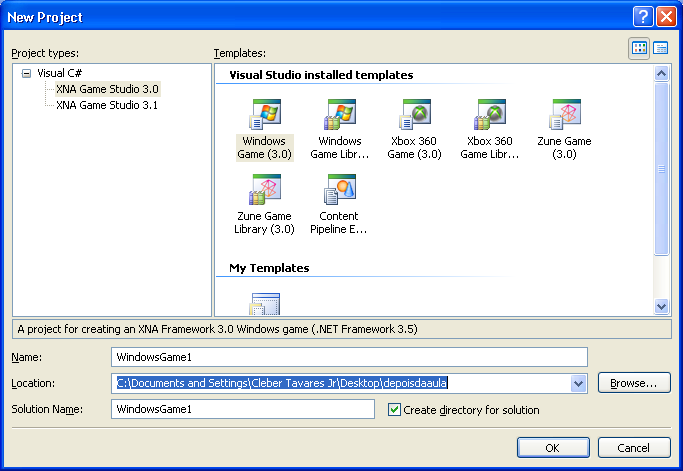 New Project
Project types:
Templates:
Visual C#
XNA Game Studio 3.0
XNA Game Studio 3.1
Visual Studio installed templates
Windows Game (3.0)
Windows Game Libr...
Xbox 360 Game (3.0)
Xbox 360 Game Libr...
Zune Game (3.0)
Zune Game Library (3.0)
Content Pipeline E...
My Templates
A project for creating an XNA Framework 3.0 Windows game (.NET Framework 3.5)
Name:
WindowsGame1
Location:
C:\Documents and Settings\Cleber Tavares Jr\Desktop\depoisdaaula
Browse...
Solution Name:
WindowsGame1
Create directory for solution
OK
Cancel